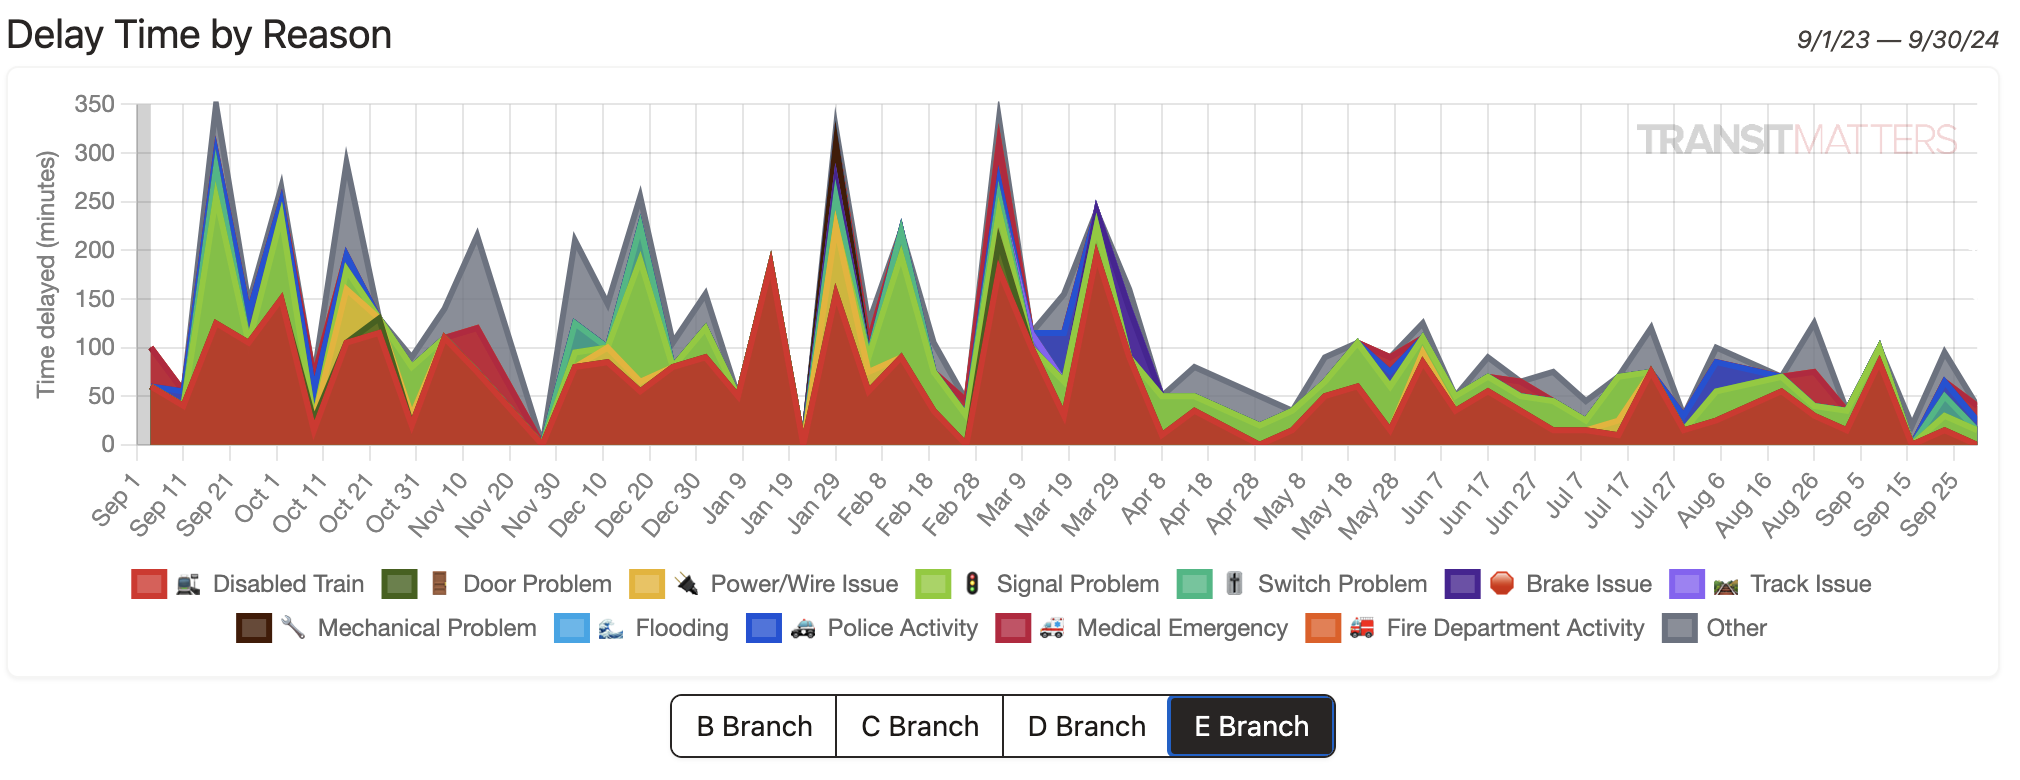 Delay Time by Reason
9/1/23 — 9/30/24
TRANSITMATTERS
Time delayed (minutes)
350
300
250
200
150
100
50
0
Sep 1 Sep 11 Sep 21 Oct 1 Oct 11 Oct 21 Oct 31 Nov 10 Nov 20 Nov 30 Dec 10 Dec 20 Dec 30 Jan 9 Jan 19 Jan 29 Feb 8 Feb 18 Feb 28 Mar 9 Mar 19 Mar 29 Apr 8 Apr 18 Apr 28 May 8 May 18 May 28 Jun 7 Jun 17 Jun 27 Jul 7 Jul 17 Jul 27 Aug 6 Aug 16 Aug 26 Sep 5 Sep 15 Sep 25
Disabled Train Door Problem Power/Wire Issue Signal Problem Switch Problem Brake Issue Track Issue
Mechanical Problem Flooding Police Activity Medical Emergency Fire Department Activity Other
B Branch C Branch D Branch E Branch